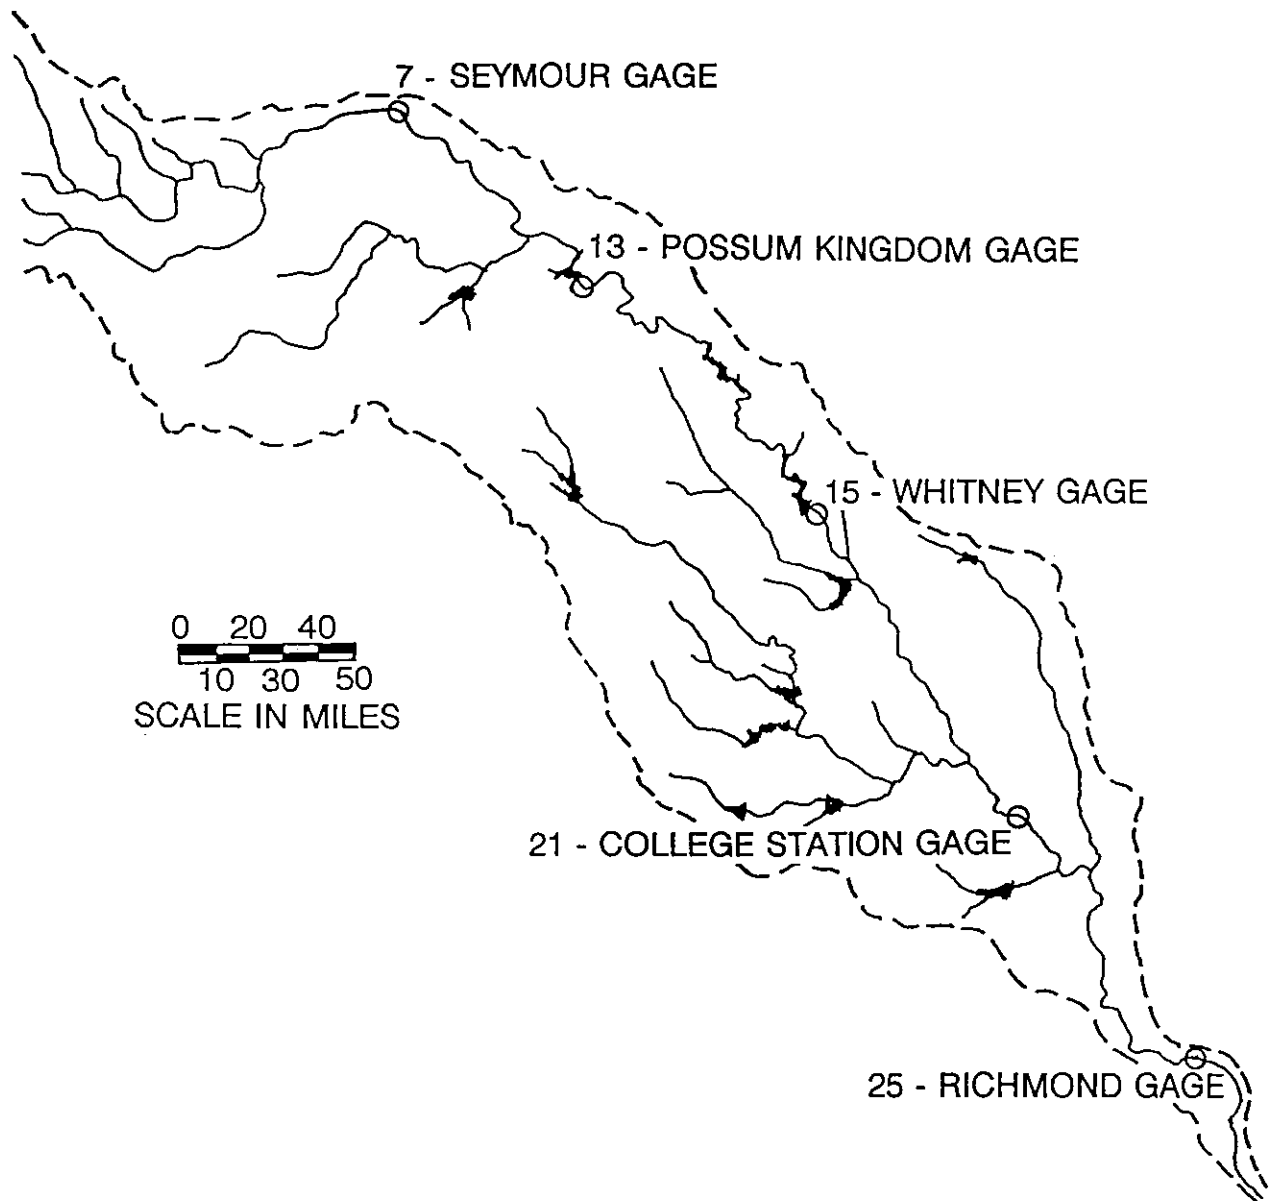 7 - SEYMOUR GAGE
13 - POSSUM KINGDOM GAGE
15 - WHITNEY GAGE
0 20 40
10 30 50
SCALE IN MILES
21 - COLLEGE STATION GAGE
25 - RICHMOND GAGE